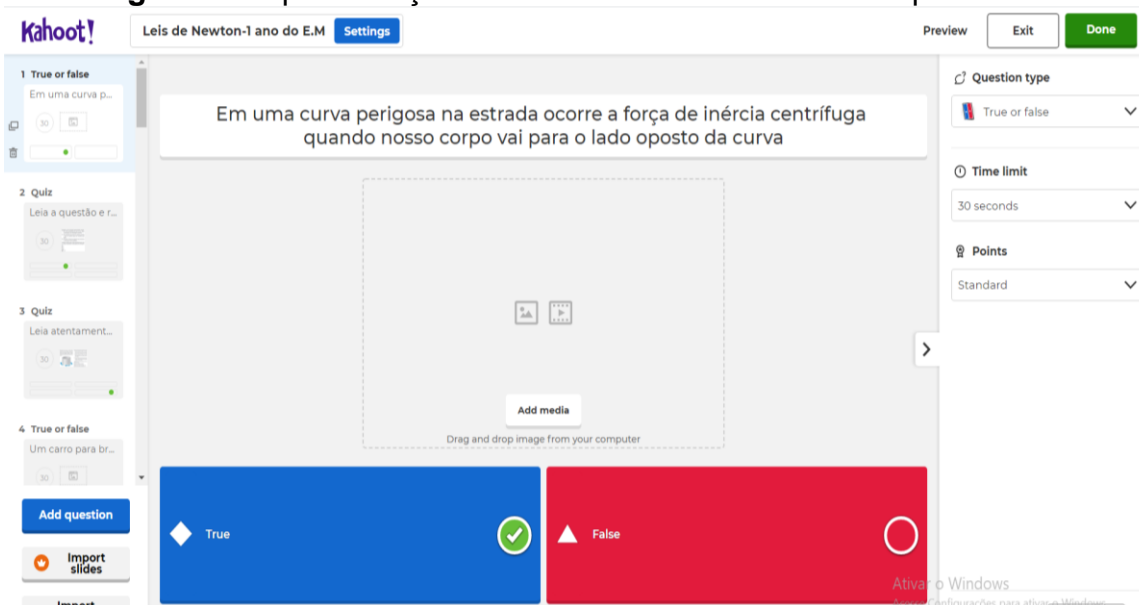 Kahoot!
Leis de Newton-1 ano do E.M
Settings
Preview
Exit
Done
1 True or false
Em uma curva p...
30
2 Quiz
Leia a questão e r...
30
3 Quiz
Leia atentament...
30
4 True or false
Um carro para br...
30
Add question
Import
slides
Em uma curva perigosa na estrada ocorre a força de inércia centrífuga
quando nosso corpo vai para o lado oposto da curva
Add media
Drag and drop image from your computer
True
False
Question type
True or false
Time limit
30 seconds
Points
Standard
Ativar o Windows